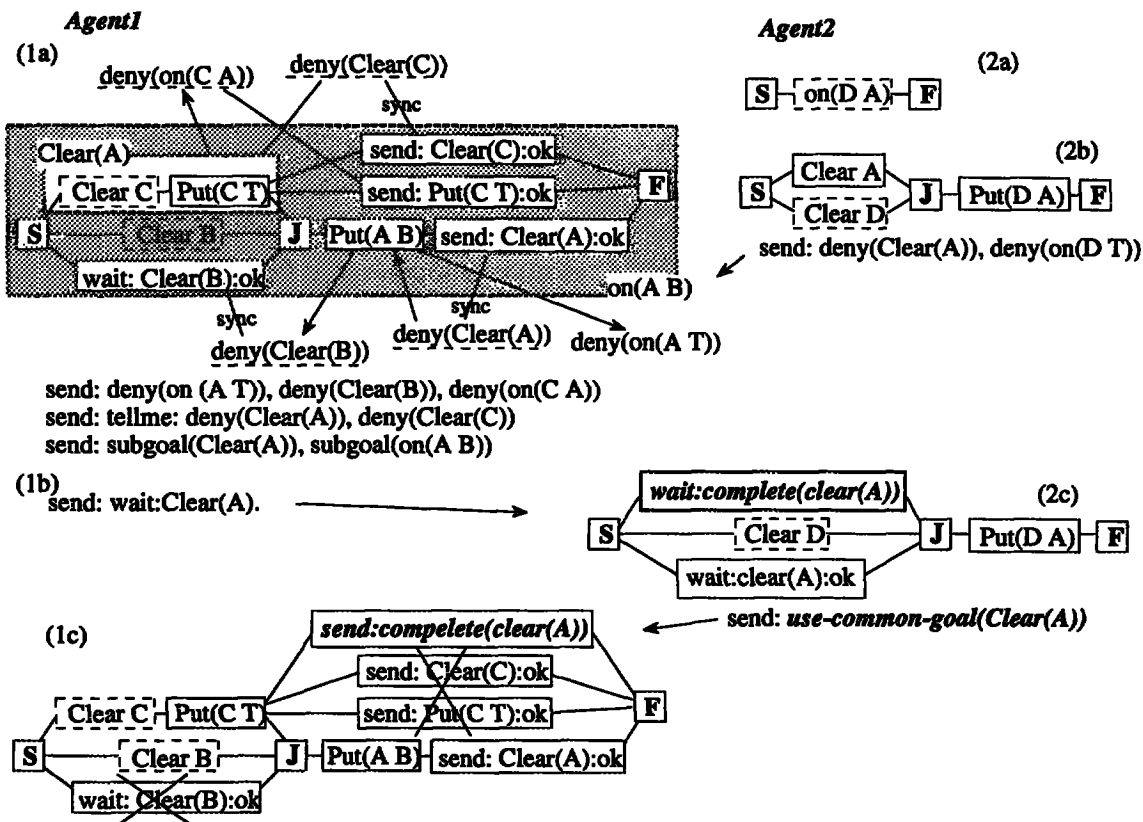 Agent1
Agent2
(1a)
(2a)
deny(on(C A))
deny(Clear(C))
sync
S
on(D A)
F
Clear(A)
send: Clear(C):ok
(2b)
Clear C
Put(C T)
send: Put(C T):ok
F
S
Clear A
J
Put(D A)
F
Clear D
S
Clear B
J
Put(A B)
send: Clear(A):ok
send: deny(Clear(A)), deny(on(D T))
wait: Clear(B):ok
on(A B)
sync
sync
deny(Clear(B))
deny(Clear(A))
deny(on(A T))
send: deny(on (A T)), deny(Clear(B)), deny(on(C A))
send: tellme: deny(Clear(A)), deny(Clear(C))
send: subgoal(Clear(A)), subgoal(on(A B))
(1b)
send: wait:Clear(A).
wait:complete(clear(A))
(2c)
S
Clear D
J
Put(D A)
F
wait:clear(A):ok
send: use-common-goal(Clear(A))
(1c)
send:compelete(clear(A))
send: Clear(C):ok
Clear C
Put(C T)
send: Put(C T):ok
F
S
Clear B
J
Put(A B)
send: Clear(A):ok
wait: Clear(B):ok